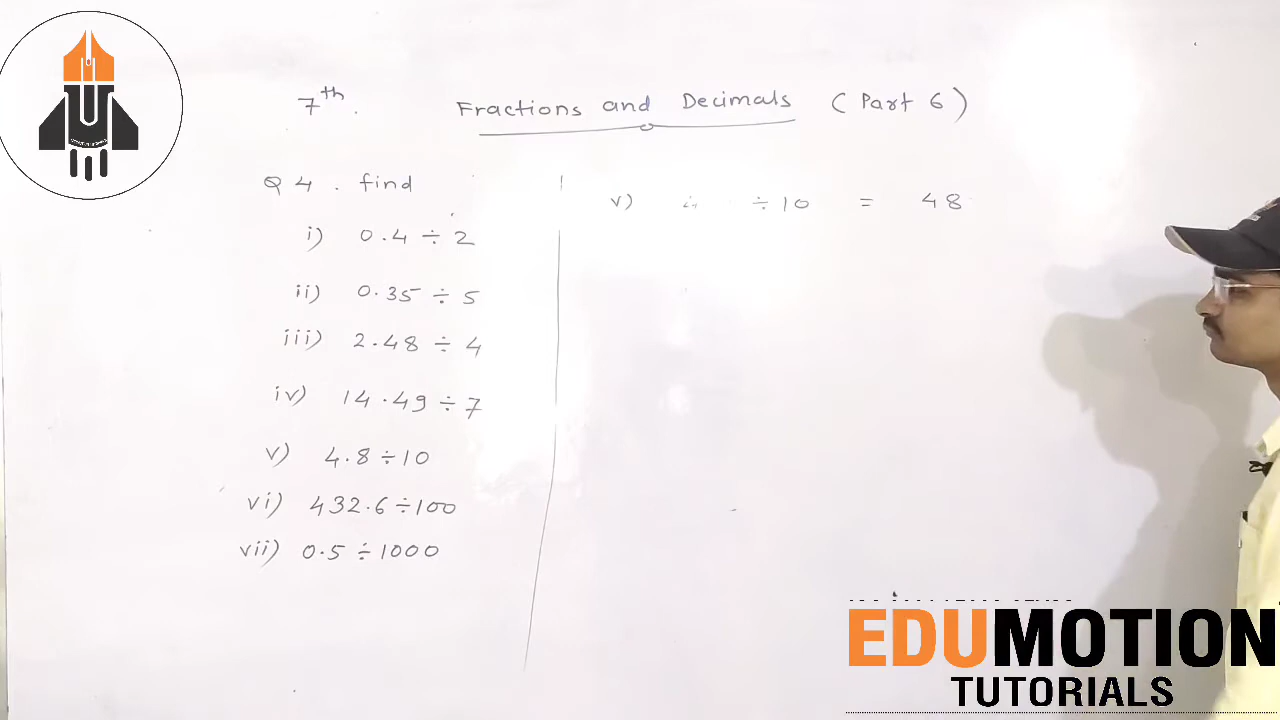 7th. Fractions and Decimals (Part 6)
Q 4 . find
i) 0.4 ÷ 2
ii) 0.35 ÷ 5
iii) 2.48 ÷ 4
iv) 14.49 ÷ 7
v) 4.8 ÷ 10
vi) 432.6 ÷ 100
vii) 0.5 ÷ 1000
v) ÷ 10 = 48
EDUMOTION
TUTORIALS